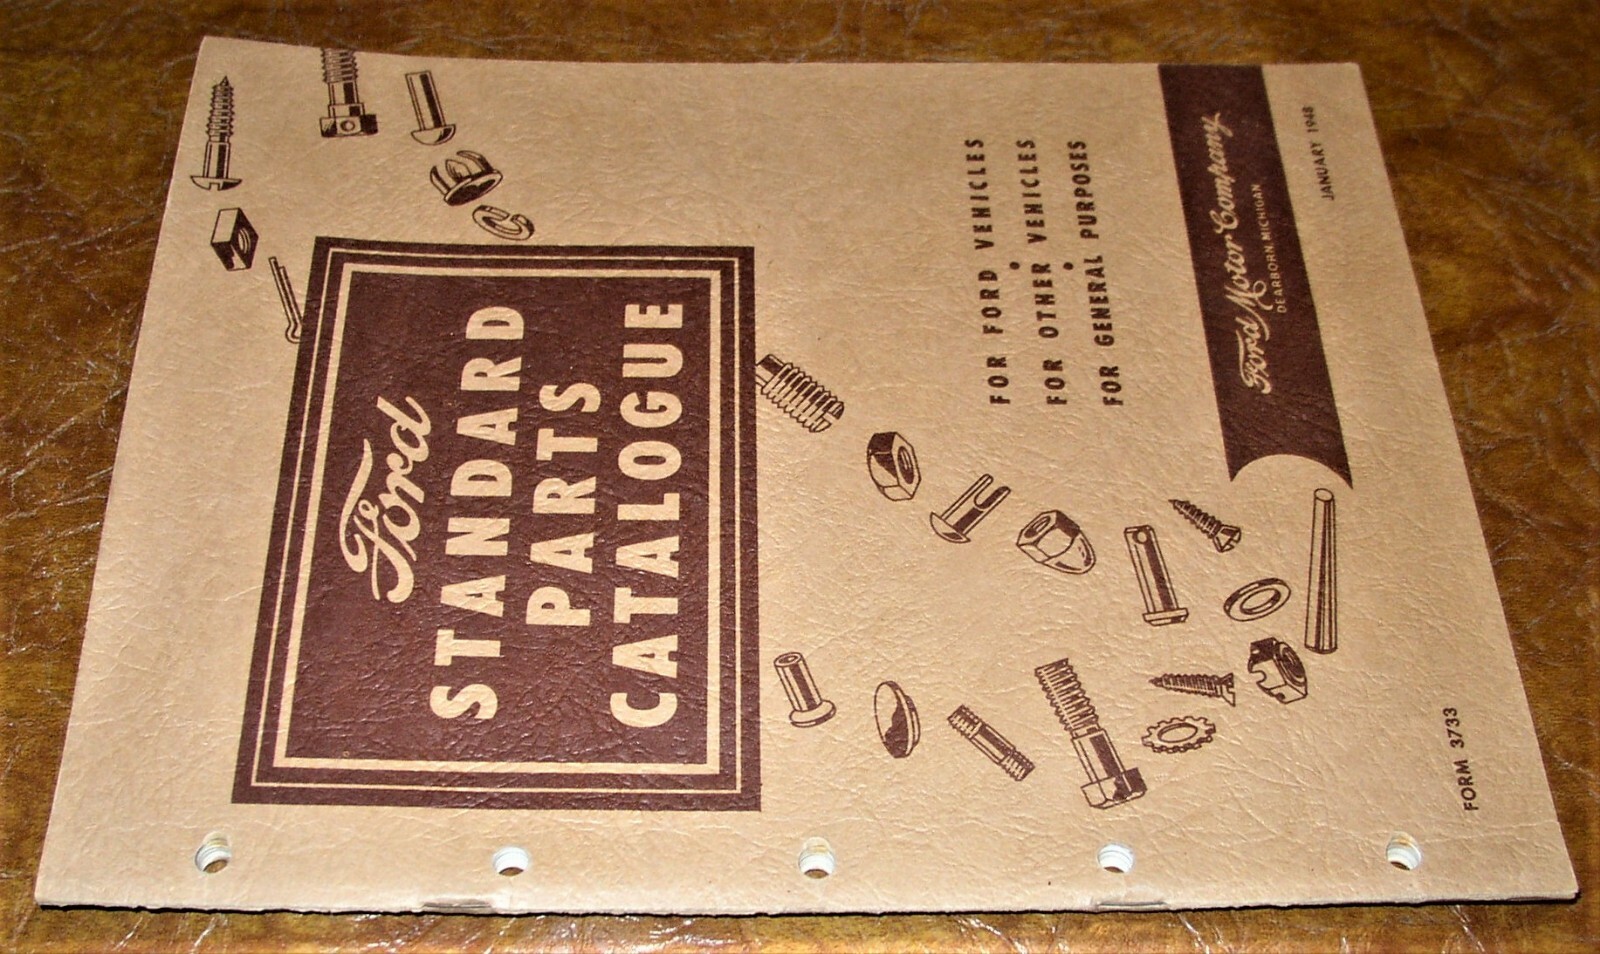 Ford
STANDARD
PARTS
CATALOGUE
FOR FORD VEHICLES
•
FOR OTHER VEHICLES
•
FOR GENERAL PURPOSES
Ford Motor Company
DEARBORN, MICHIGAN
FORM 3733
JANUARY 1948